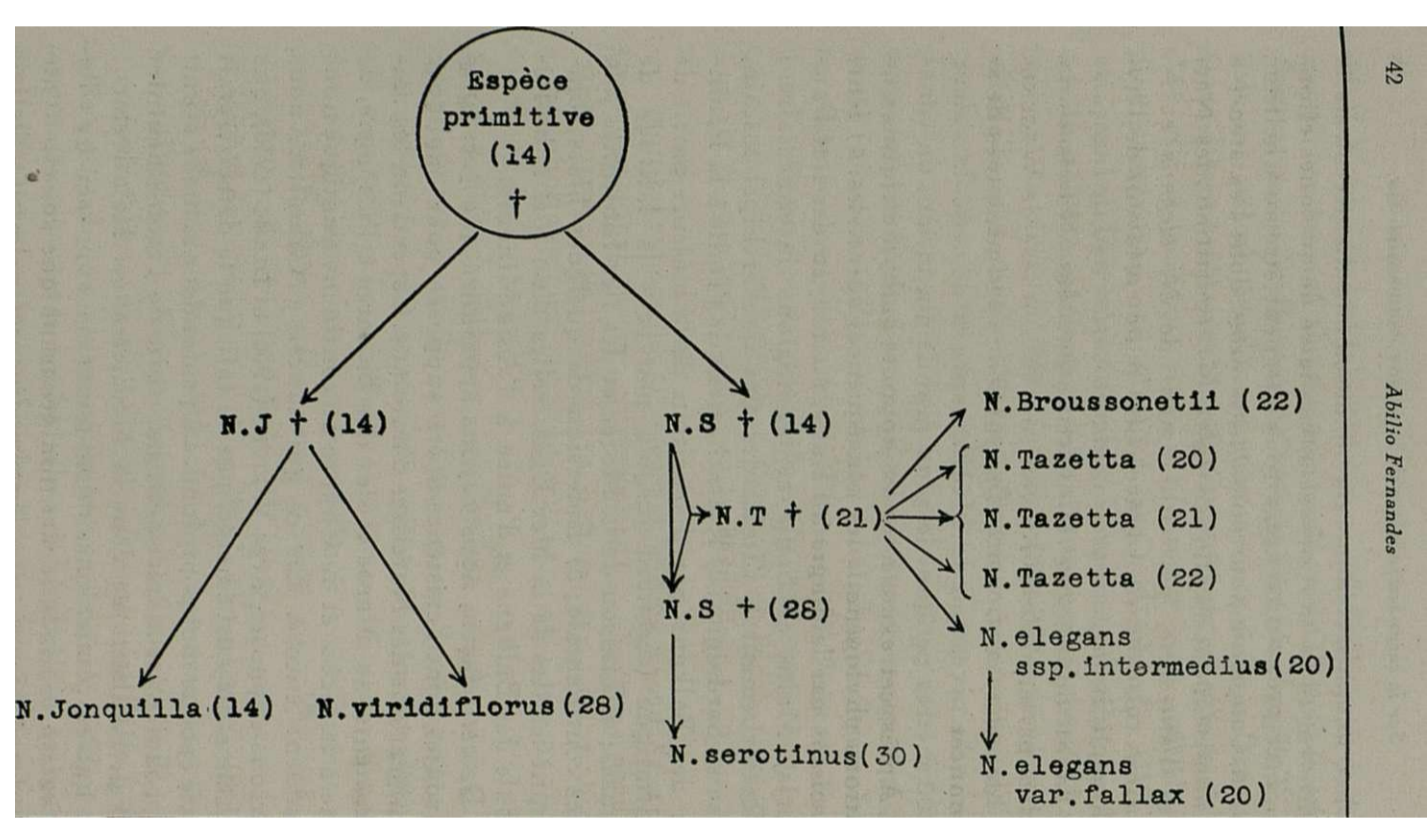 Espèce
primitive
(14)
†
N.J † (14)
N.S † (14)
N.T † (21)
N.Broussonetii (22)
N.Tazetta (20)
N.Tazetta (21)
N.Tazetta (22)
N.S † (28)
N.elegans
ssp.intermedius(20)
N.Jonquilla (14)
N.viridiflorus (28)
N.serotinus(30)
N.elegans
var.fallax (20)
42
Abílio Fernandes